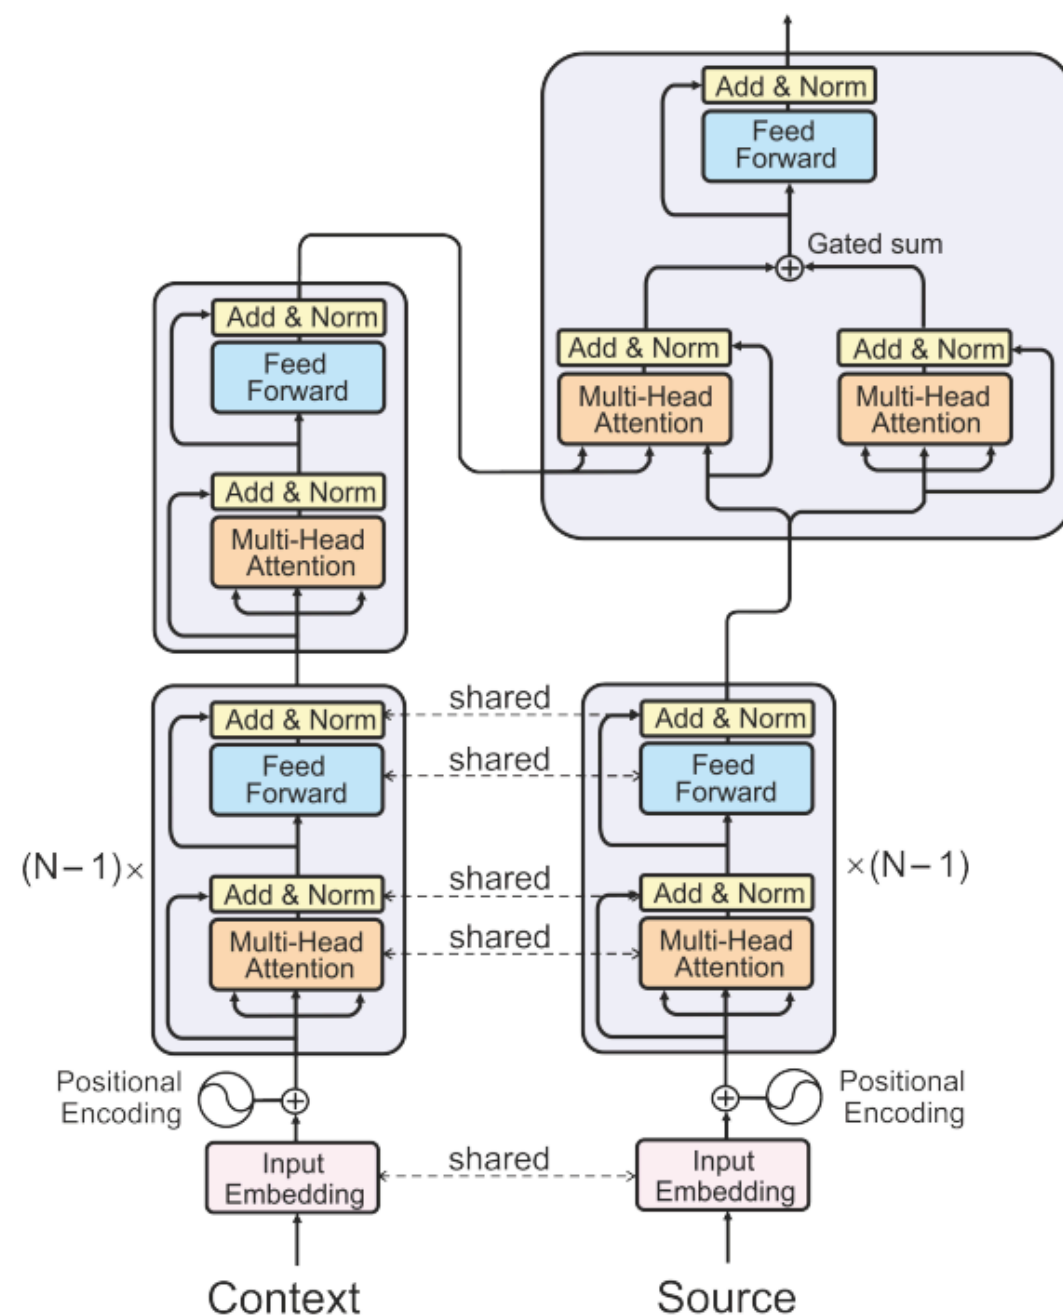 Add & Norm
Feed
Forward
Gated sum
Add & Norm
Multi-Head
Attention
Add & Norm
Multi-Head
Attention
Add & Norm
Feed
Forward
Add & Norm
Multi-Head
Attention
(N−1)×
Add & Norm
Feed
Forward
Add & Norm
Multi-Head
Attention
shared
shared
shared
shared
Add & Norm
Feed
Forward
Add & Norm
Multi-Head
Attention
×(N−1)
Positional
Encoding
Positional
Encoding
Input
Embedding
shared
Input
Embedding
Context
Source